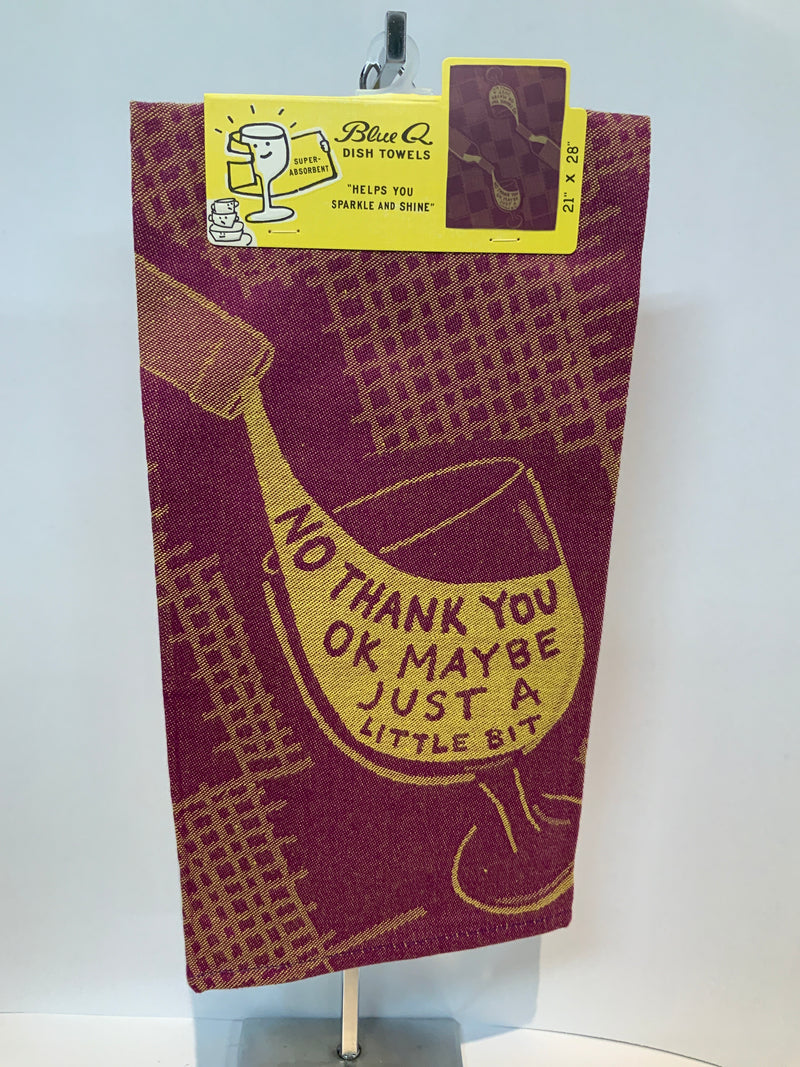 Blue Q
DISH TOWELS
SUPER-
ABSORBENT
"HELPS YOU
SPARKLE AND SHINE"
21" X 28"
NO THANK YOU
OK MAYBE
JUST A
LITTLE BIT